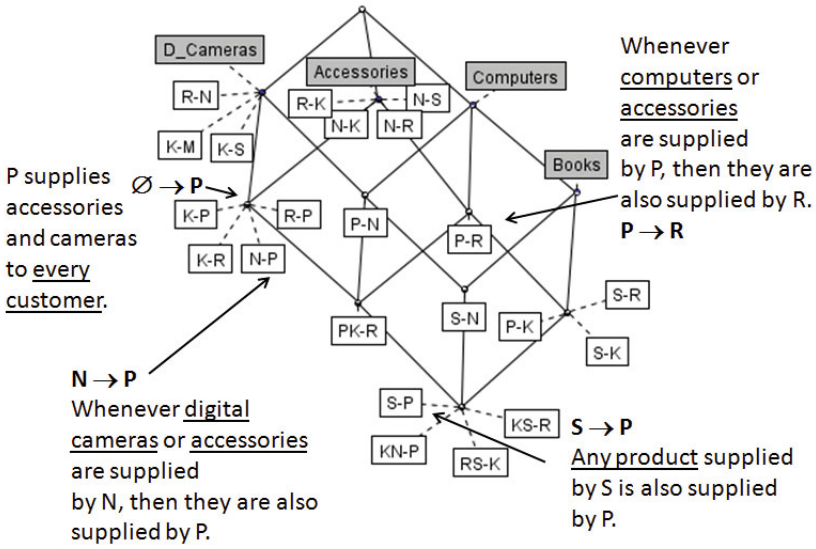 D_Cameras
Accessories
Computers
Books
R-N
K-M
K-S
R-K
N-S
N-K
N-R
Whenever
computers or
accessories
are supplied
by P, then they are
also supplied by R.
P → R
P supplies
accessories
and cameras
to every
customer.
∅ → P
K-P
R-P
K-R
N-P
P-N
P-R
PK-R
S-N
P-K
S-R
S-K
S-P
KN-P
RS-K
KS-R
N → P
Whenever digital
cameras or accessories
are supplied
by N, then they are also
supplied by P.
S → P
Any product supplied
by S is also supplied
by P.